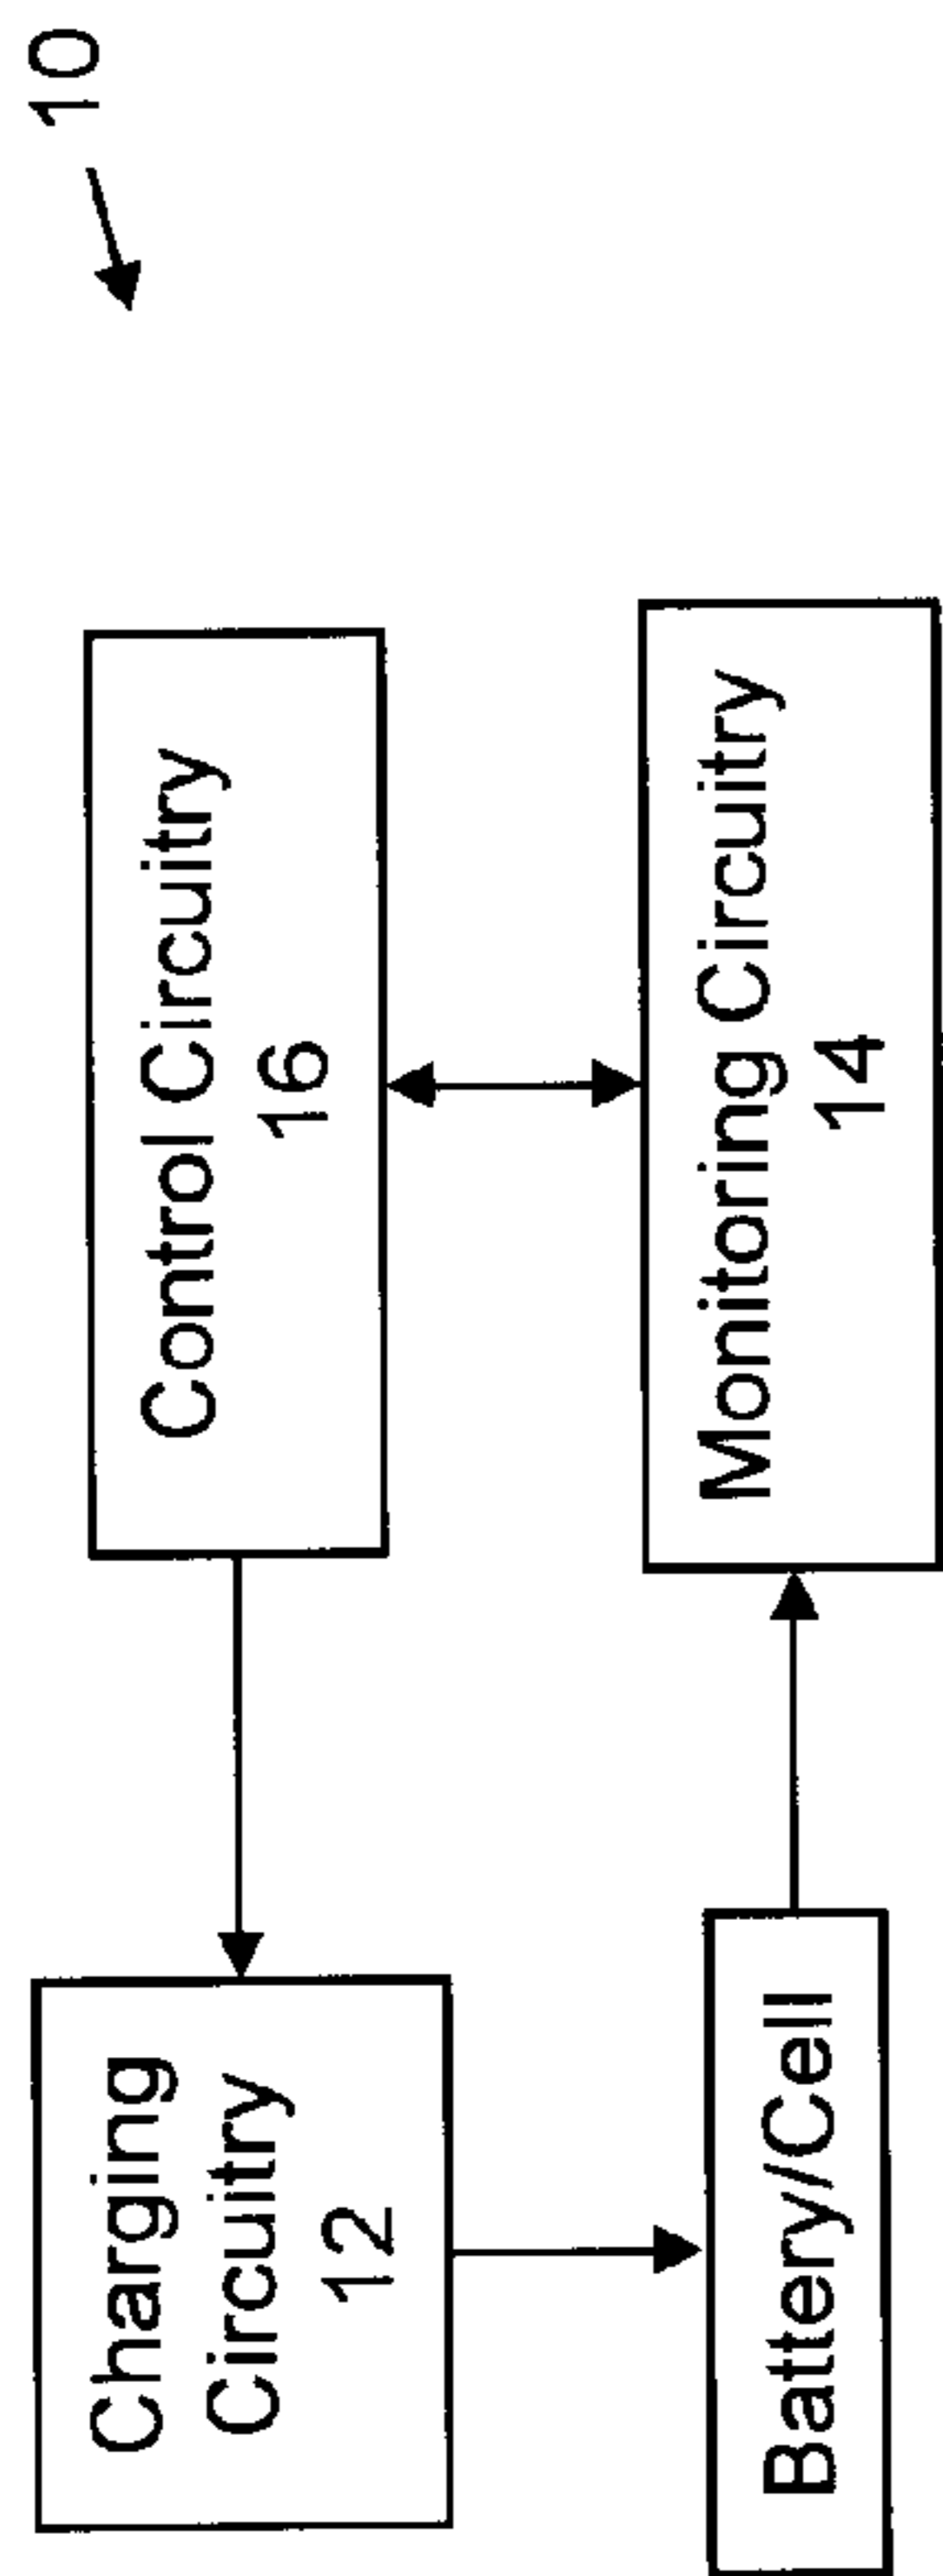 10
Charging
Circuitry
12
Control Circuitry
16
Battery/Cell
Monitoring Circuitry
14